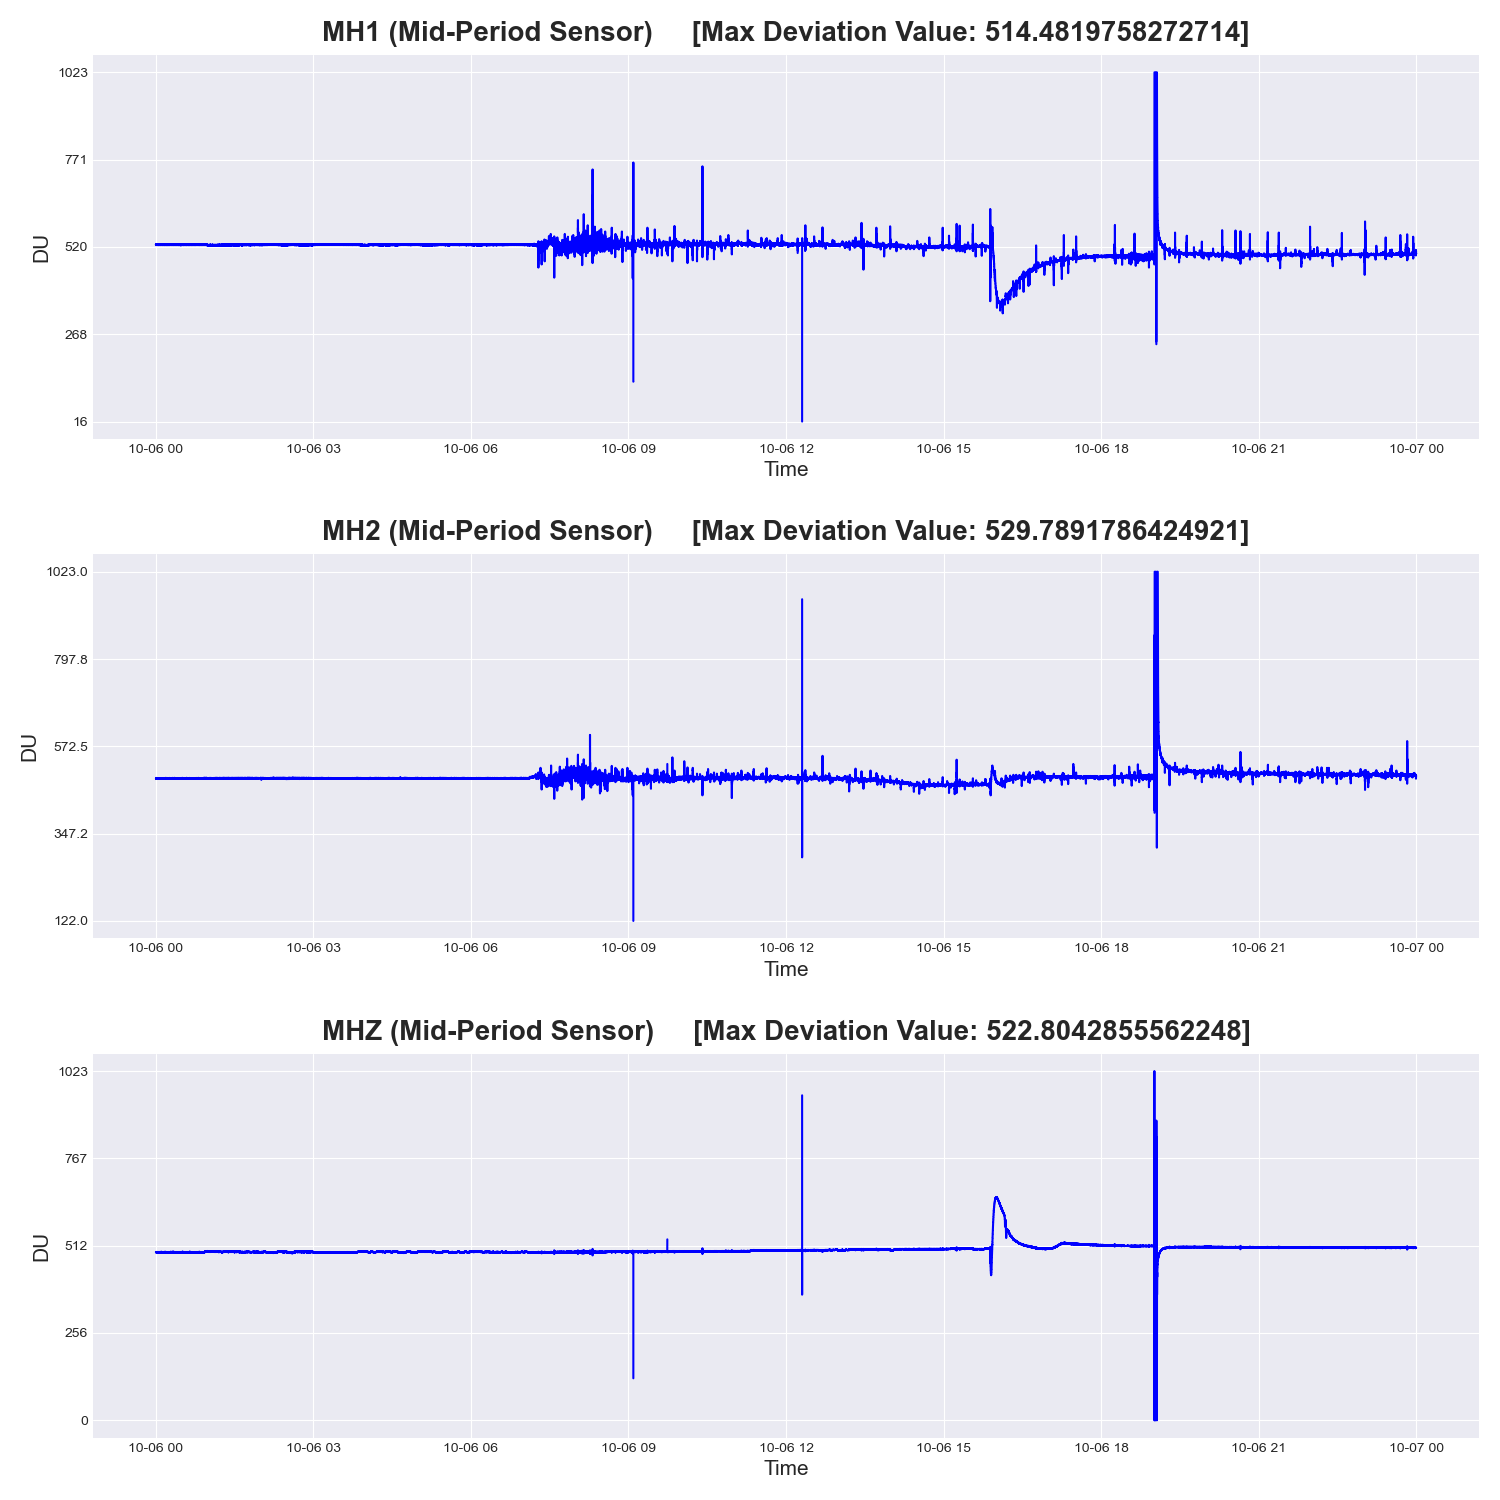 MH1 (Mid-Period Sensor) [Max Deviation Value: 514.4819758272714]
1023
771
520
268
16
DU
10-06 00 10-06 03 10-06 06 10-06 09 10-06 12 10-06 15 10-06 18 10-06 21 10-07 00
Time
MH2 (Mid-Period Sensor) [Max Deviation Value: 529.7891786424921]
1023.0
797.8
572.5
347.2
122.0
DU
10-06 00 10-06 03 10-06 06 10-06 09 10-06 12 10-06 15 10-06 18 10-06 21 10-07 00
Time
MHZ (Mid-Period Sensor) [Max Deviation Value: 522.8042855562248]
1023
767
512
256
0
DU
10-06 00 10-06 03 10-06 06 10-06 09 10-06 12 10-06 15 10-06 18 10-06 21 10-07 00
Time